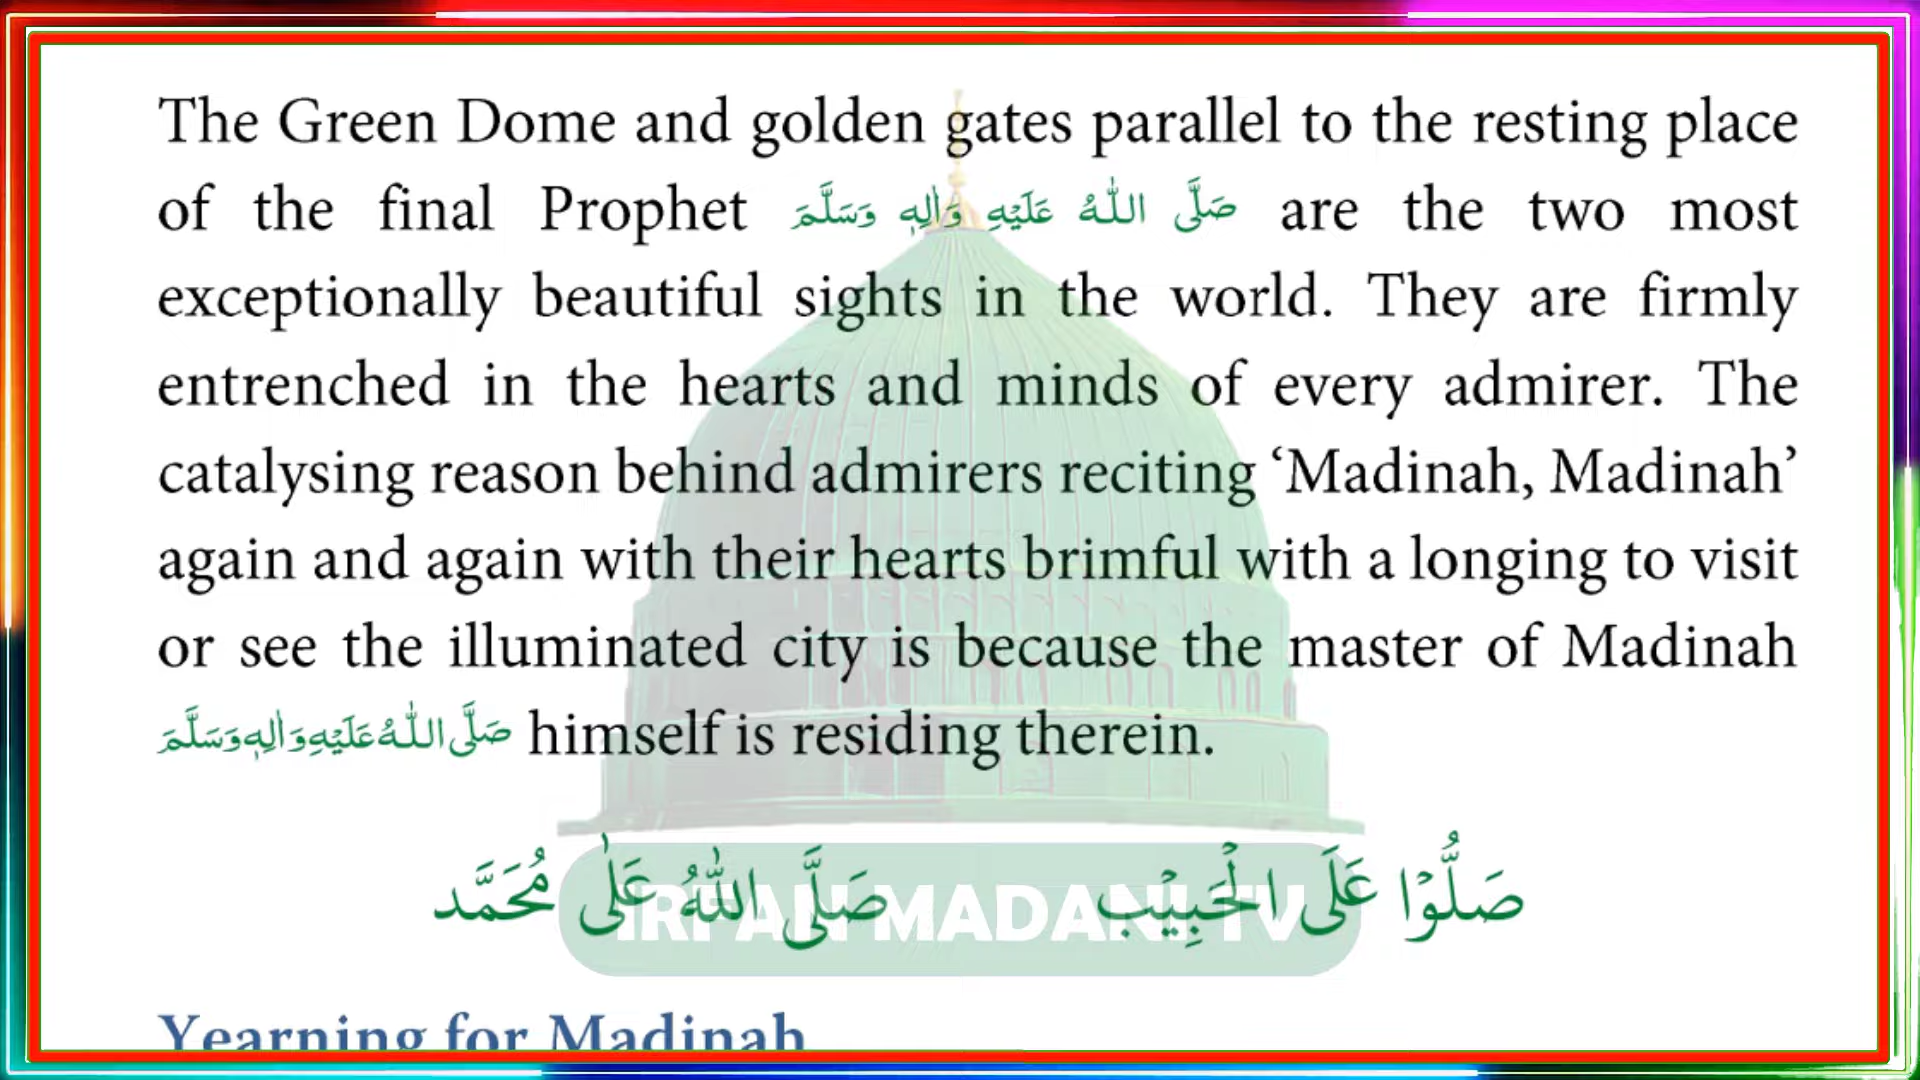 The Green Dome and golden gates parallel to the resting place
of the final Prophet صَلَّى اللّٰهُ عَلَيْهِ وَاٰلِهٖ وَسَلَّمَ are the two most
exceptionally beautiful sights in the world. They are firmly
entrenched in the hearts and minds of every admirer. The
catalysing reason behind admirers reciting ‘Madinah, Madinah’
again and again with their hearts brimful with a longing to visit
or see the illuminated city is because the master of Madinah
صَلَّى اللّٰهُ عَلَيْهِ وَاٰلِهٖ وَسَلَّمَ himself is residing therein.
صَلُّوْا عَلَى الْحَبِيْب صَلَّى اللّٰهُ عَلٰى مُحَمَّد
IRFAN MADANI TV
Yearning for Madinah